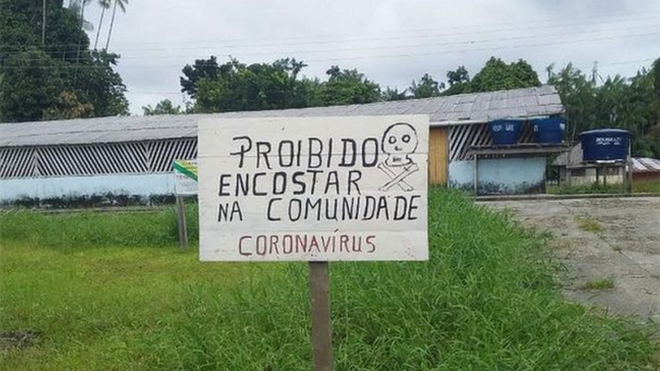 PROIBIDO
ENCOSTAR
NA COMUNIDADE
CORONAVÍRUS